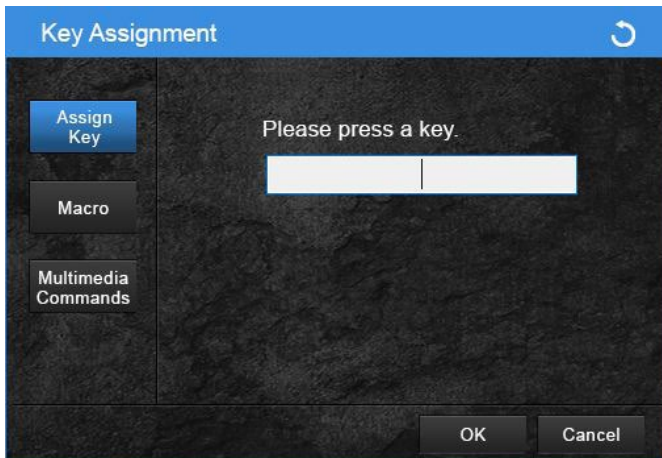 Key Assignment
Assign
Key
Please press a key.
Macro
Multimedia
Commands
OK
Cancel